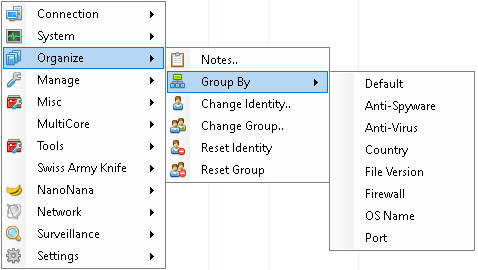 Connection
System
Organize
Manage
Misc
MultiCore
Tools
Swiss Army Knife
NanoNana
Network
Surveillance
Settings
Notes..
Group By
Change Identity..
Change Group..
Reset Identity
Reset Group
Default
Anti-Spyware
Anti-Virus
Country
File Version
Firewall
OS Name
Port